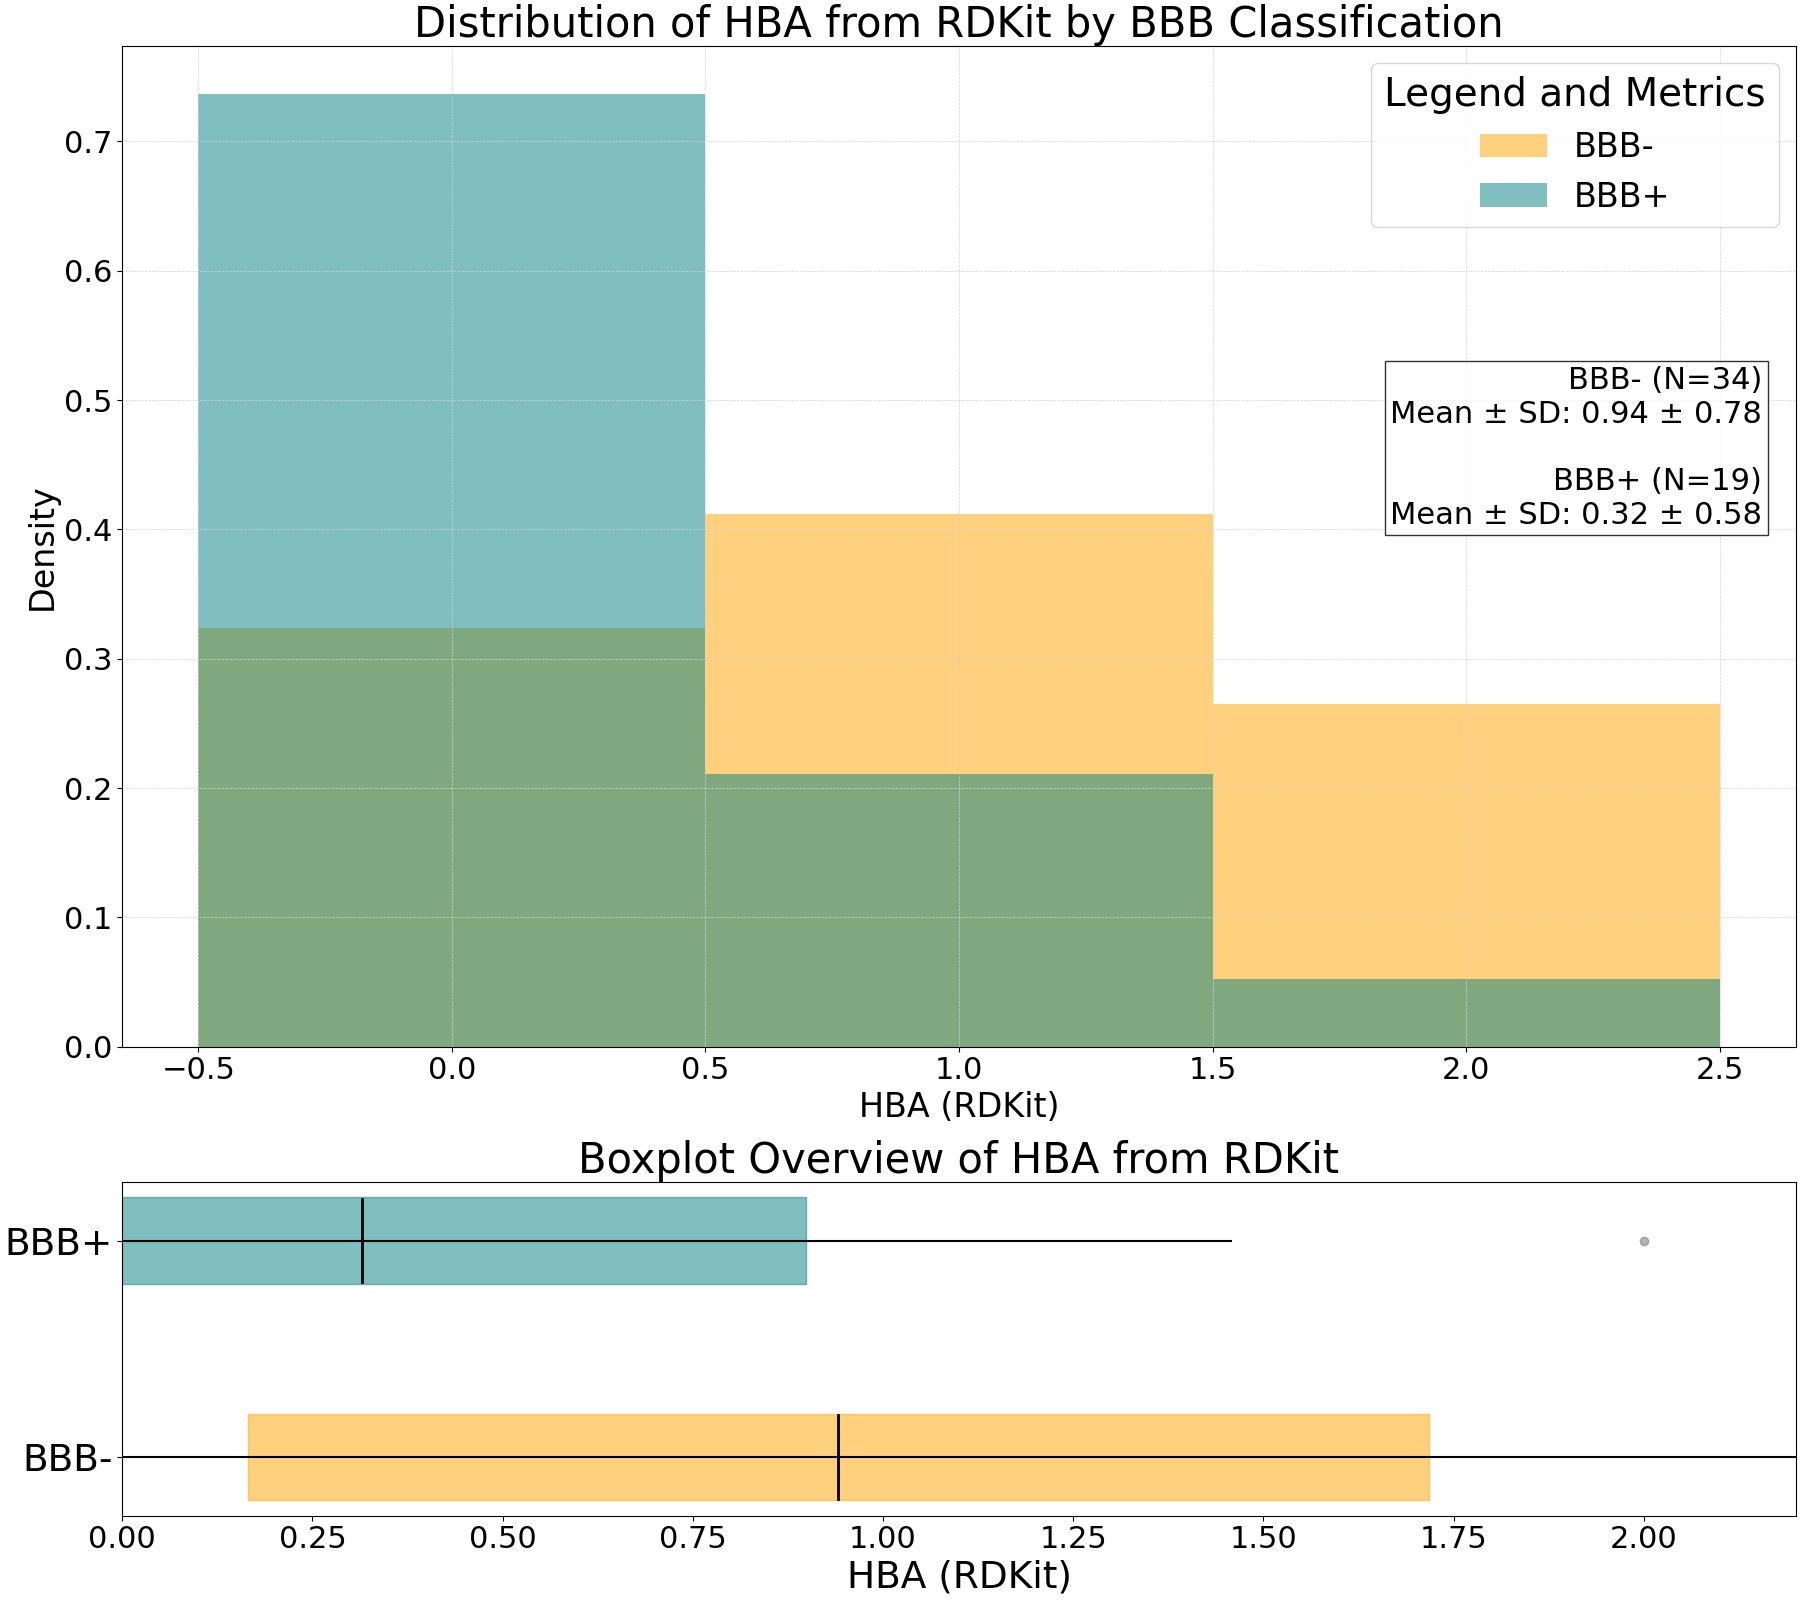 Distribution of HBA from RDKit by BBB Classification
Legend and Metrics
BBB-
BBB+
BBB- (N=34)
Mean ± SD: 0.94 ± 0.78
BBB+ (N=19)
Mean ± SD: 0.32 ± 0.58
Density
0.7
0.6
0.5
0.4
0.3
0.2
0.1
0.0
−0.5 0.0 0.5 1.0 1.5 2.0 2.5
HBA (RDKit)
Boxplot Overview of HBA from RDKit
BBB+
BBB-
0.00 0.25 0.50 0.75 1.00 1.25 1.50 1.75 2.00
HBA (RDKit)